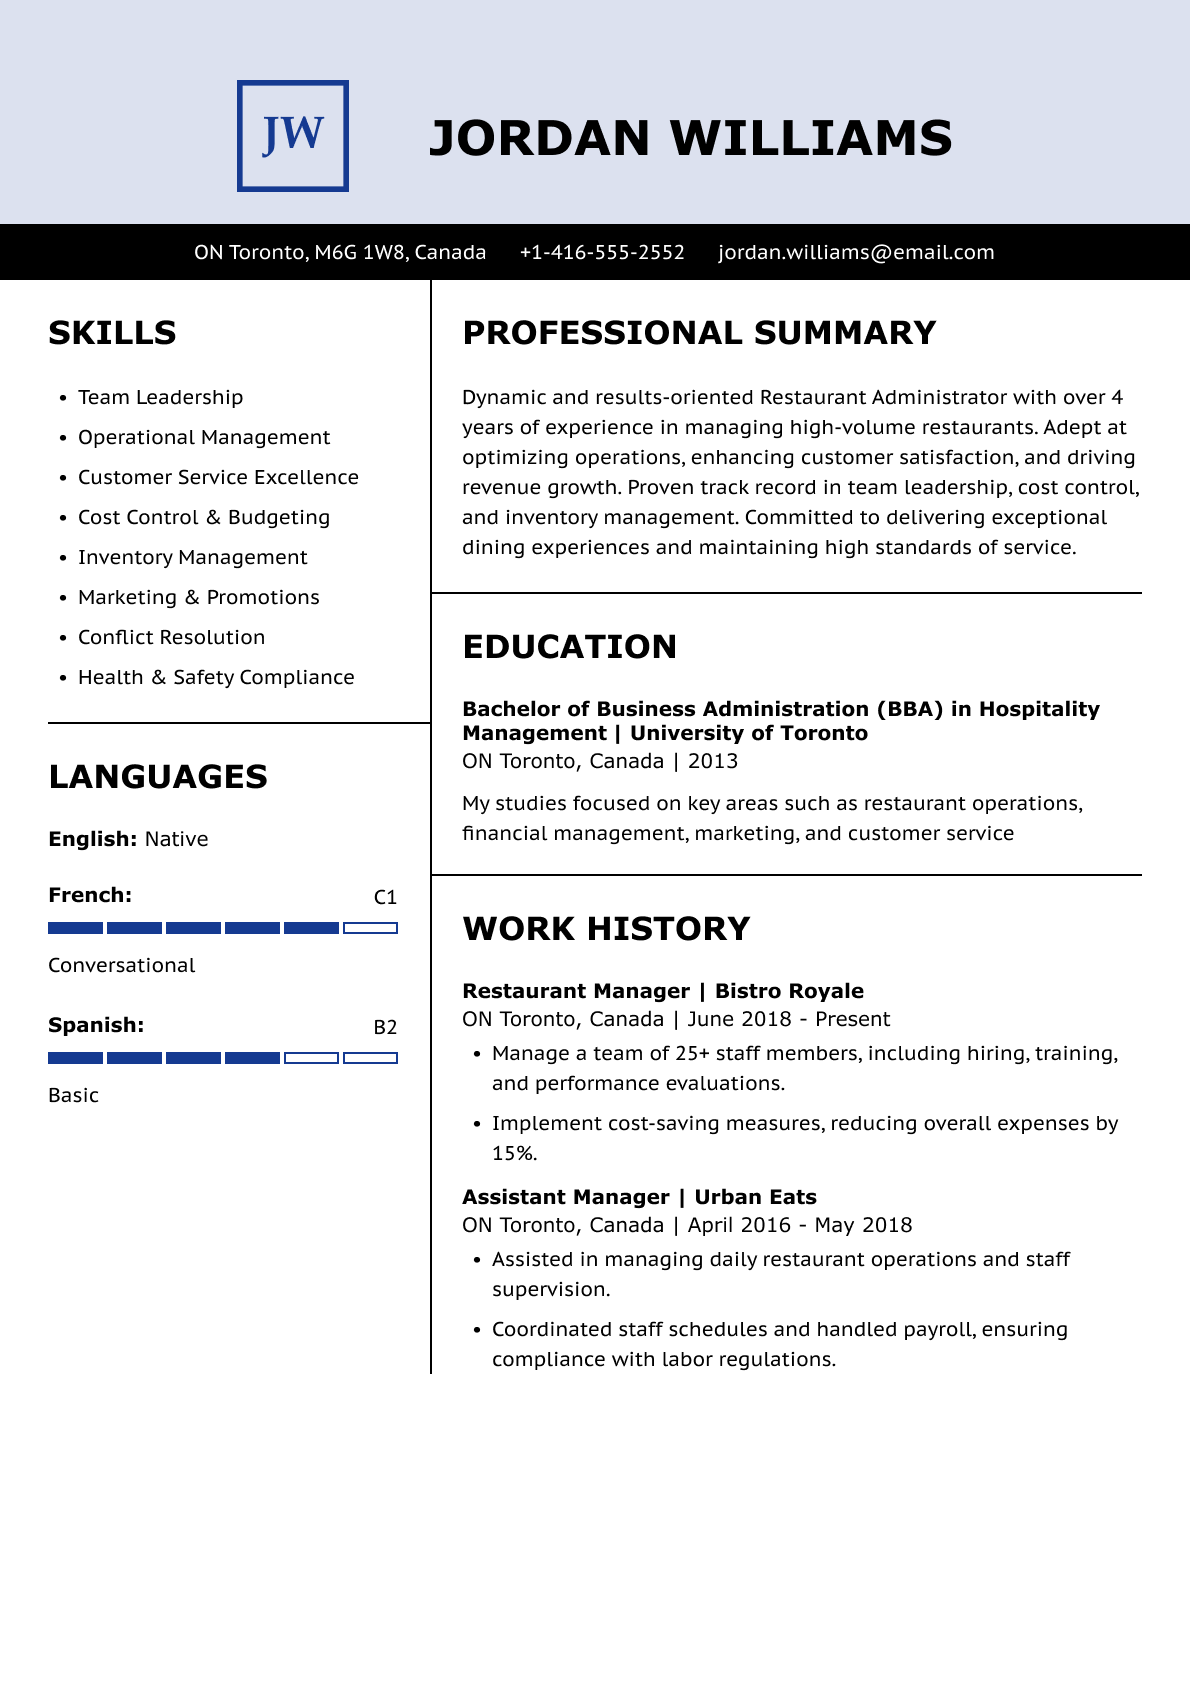 JW
JORDAN WILLIAMS
ON Toronto, M6G 1W8, Canada +1-416-555-2552 jordan.williams@email.com
SKILLS
• Team Leadership
• Operational Management
• Customer Service Excellence
• Cost Control & Budgeting
• Inventory Management
• Marketing & Promotions
• Conflict Resolution
• Health & Safety Compliance
LANGUAGES
English: Native
French: C1
Conversational
Spanish: B2
Basic
PROFESSIONAL SUMMARY
Dynamic and results-oriented Restaurant Administrator with over 4
years of experience in managing high-volume restaurants. Adept at
optimizing operations, enhancing customer satisfaction, and driving
revenue growth. Proven track record in team leadership, cost control,
and inventory management. Committed to delivering exceptional
dining experiences and maintaining high standards of service.
EDUCATION
Bachelor of Business Administration (BBA) in Hospitality
Management | University of Toronto
ON Toronto, Canada | 2013
My studies focused on key areas such as restaurant operations,
financial management, marketing, and customer service
WORK HISTORY
Restaurant Manager | Bistro Royale
ON Toronto, Canada | June 2018 - Present
• Manage a team of 25+ staff members, including hiring, training,
and performance evaluations.
• Implement cost-saving measures, reducing overall expenses by
15%.
Assistant Manager | Urban Eats
ON Toronto, Canada | April 2016 - May 2018
• Assisted in managing daily restaurant operations and staff
supervision.
• Coordinated staff schedules and handled payroll, ensuring
compliance with labor regulations.